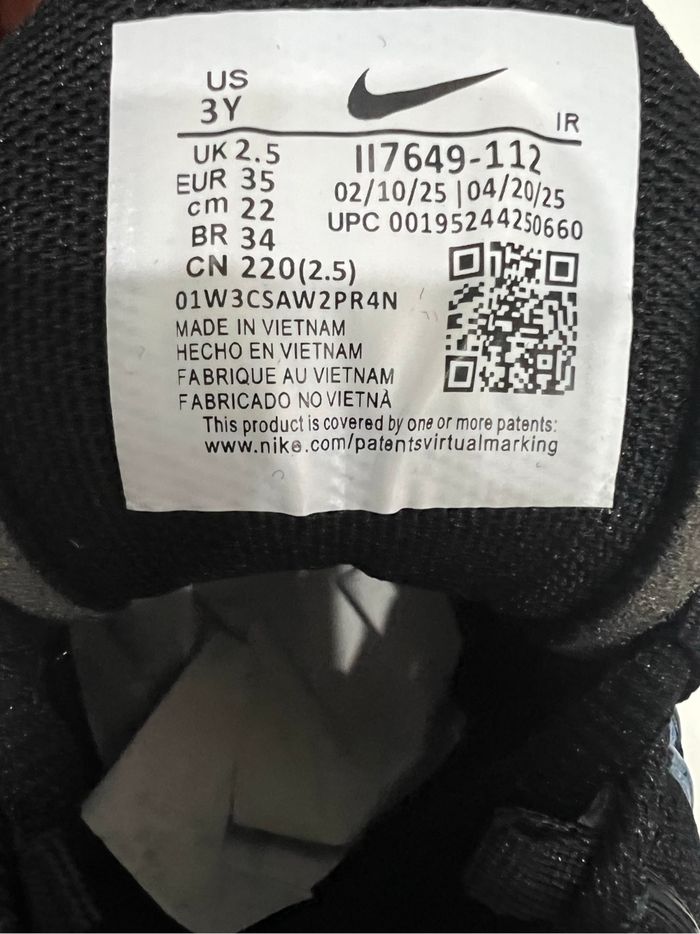 US
3Y
IR
UK 2.5
EUR 35
cm 22
BR 34
CN 220(2.5)
II7649-112
02/10/25 | 04/20/25
UPC 00195244250660
01W3CSAW2PR4N
MADE IN VIETNAM
HECHO EN VIETNAM
FABRIQUE AU VIETNAM
FABRICADO NO VIETNÀ
This product is covered by one or more patents:
www.nike.com/patentsvirtualmarking